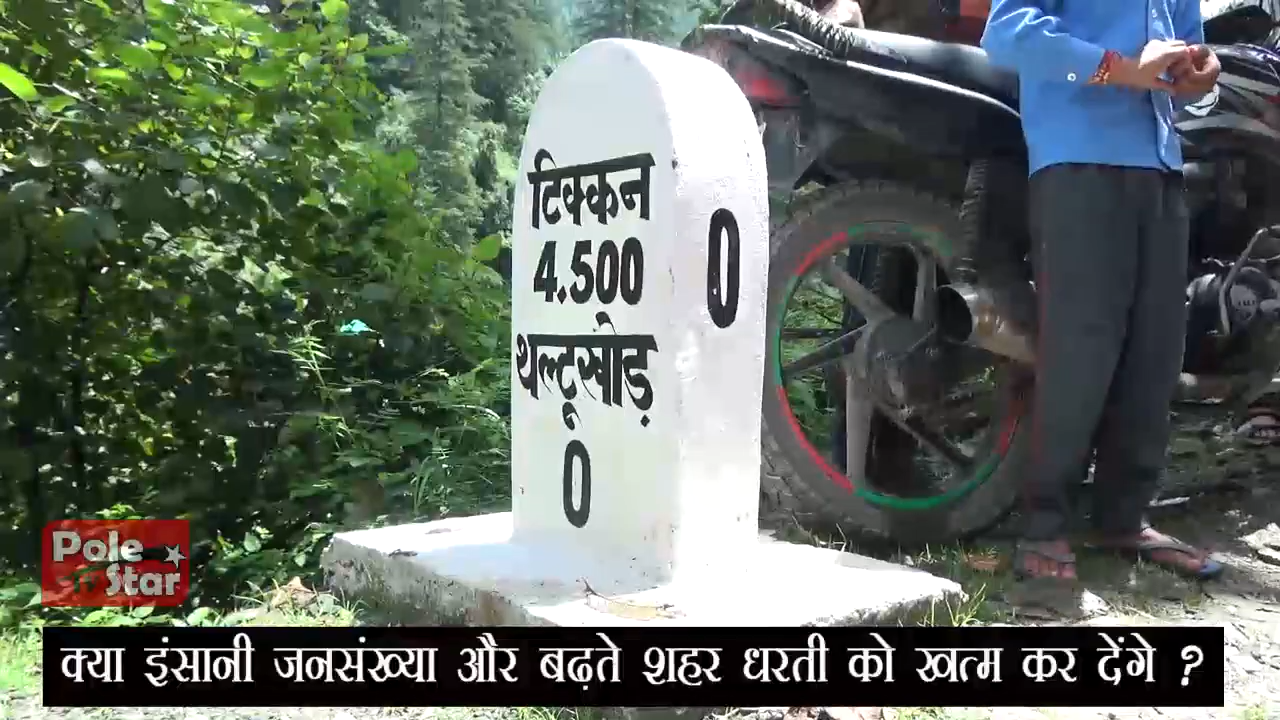 टिक्कन
4.500
थल्टूखोड़
0
0
Pole
Star
क्या इंसानी जनसंख्या और बढ़ते शहर धरती को खत्म कर देंगे ?